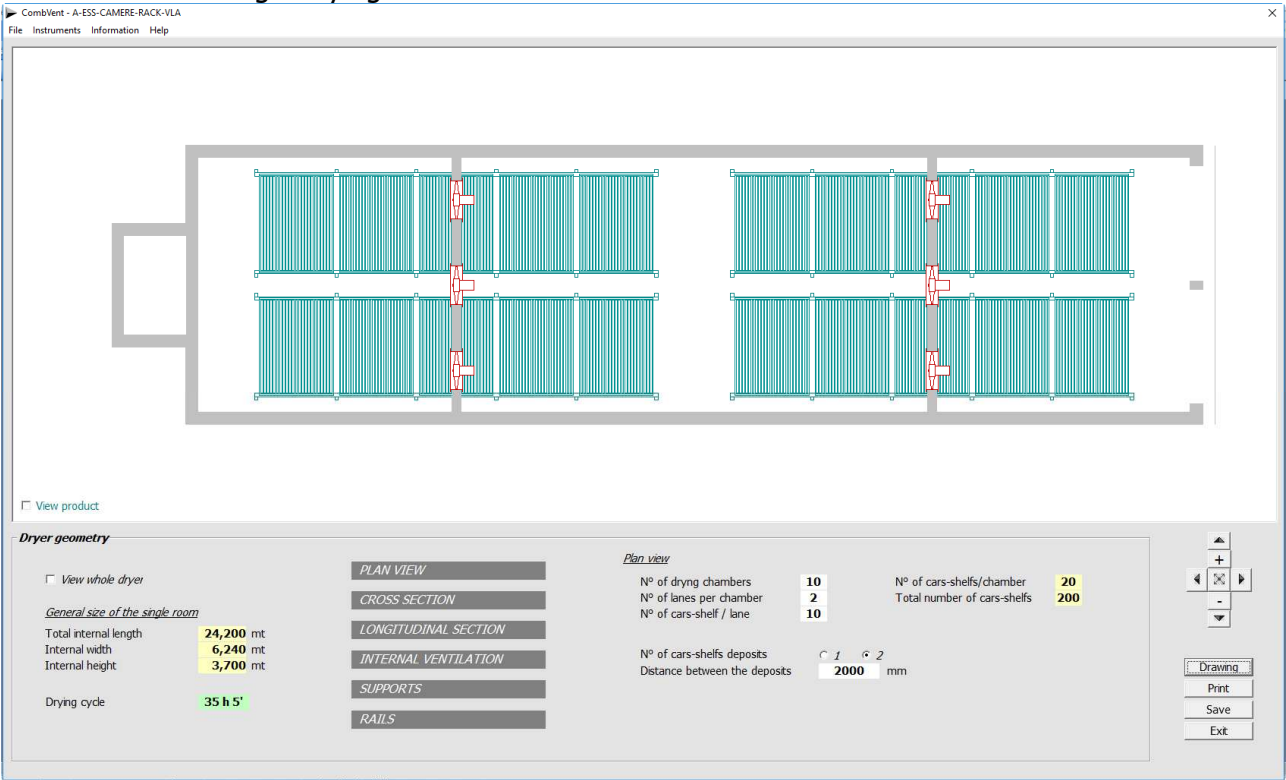 CombVent - A-ESS-CAMERE-RACK-VLA
File Instruments Information Help
View product
Dryer geometry
View whole dryer
General size of the single room
Total internal length 24,200 mt
Internal width 6,240 mt
Internal height 3,700 mt
Drying cycle 35 h 5'
PLAN VIEW
CROSS SECTION
LONGITUDINAL SECTION
INTERNAL VENTILATION
SUPPORTS
RAILS
Plan view
N° of dryng chambers 10
N° of lanes per chamber 2
N° of cars-shelf / lane 10
N° of cars-shelfs/chamber 20
Total number of cars-shelfs 200
N° of cars-shelfs deposits 1 2
Distance between the deposits 2000 mm
+
-
Drawing
Print
Save
Exit